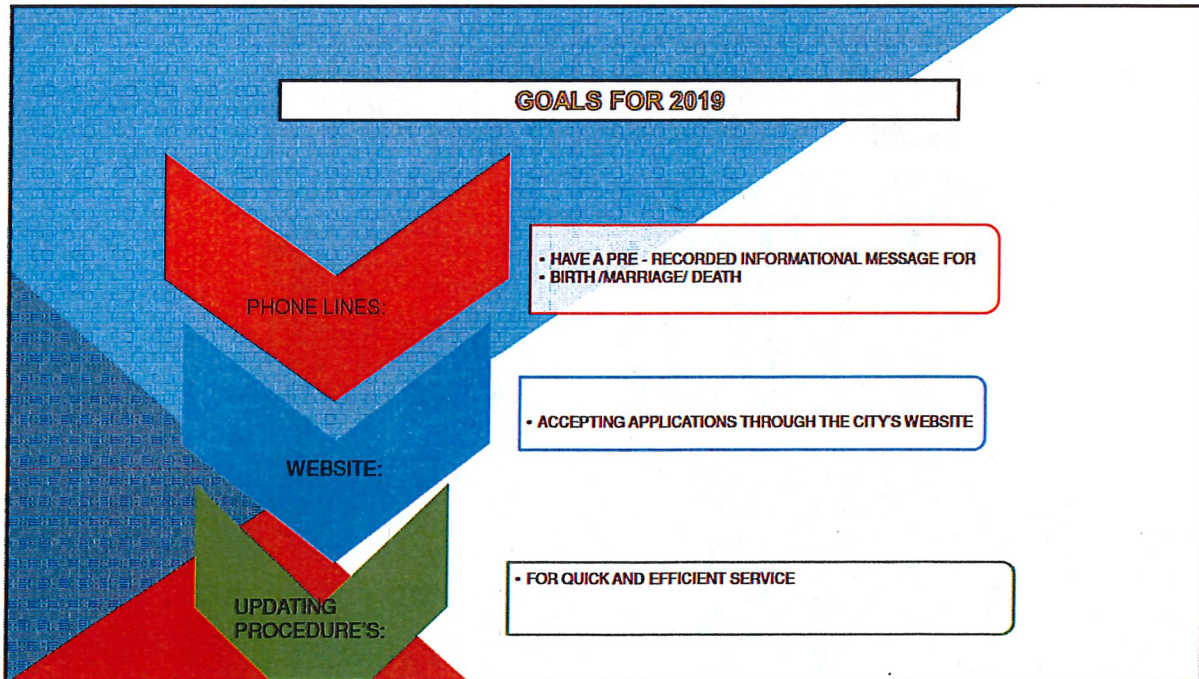 GOALS FOR 2019
PHONE LINES:
• HAVE A PRE - RECORDED INFORMATIONAL MESSAGE FOR
• BIRTH /MARRIAGE/ DEATH
WEBSITE:
• ACCEPTING APPLICATIONS THROUGH THE CITY'S WEBSITE
UPDATING
PROCEDURE'S:
• FOR QUICK AND EFFICIENT SERVICE